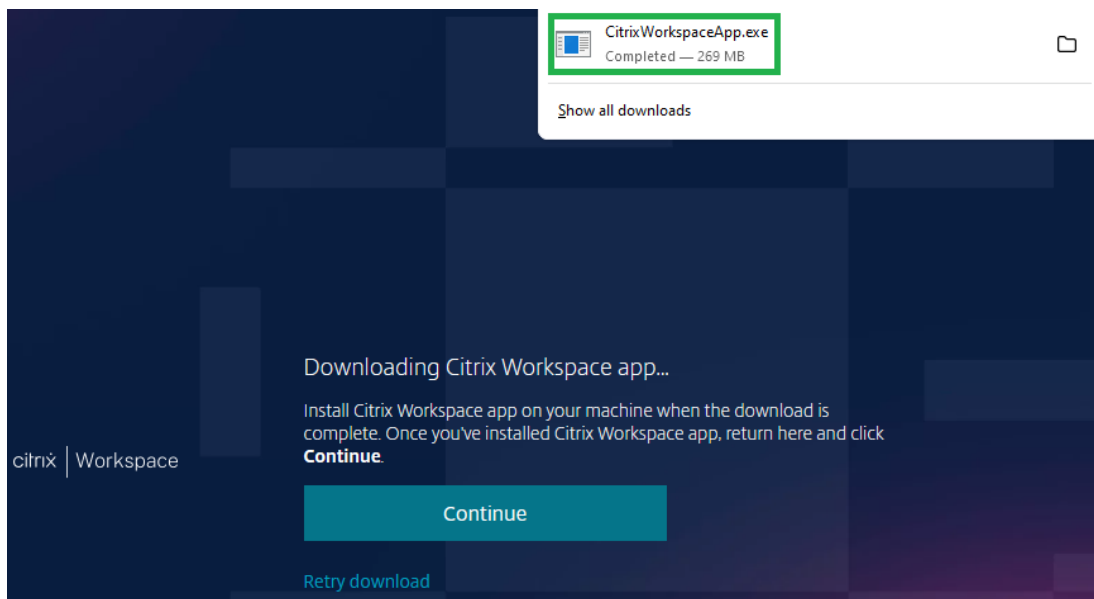 CitrixWorkspaceApp.exe
Completed — 269 MB
Show all downloads
Downloading Citrix Workspace app...
Install Citrix Workspace app on your machine when the download is
complete. Once you've installed Citrix Workspace app, return here and click
Continue.
citrix | Workspace
Continue
Retry download